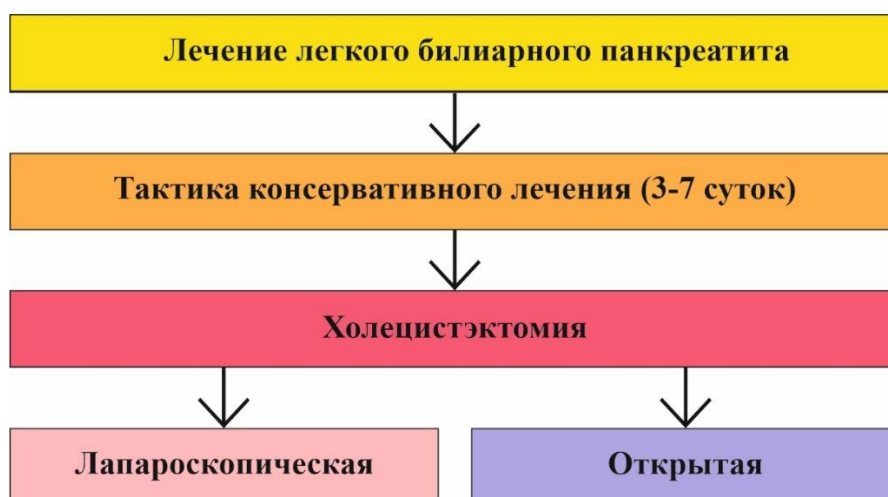 Лечение легкого билиарного панкреатита
Тактика консервативного лечения (3-7 суток)
Холецистэктомия
Лапароскопическая
Открытая